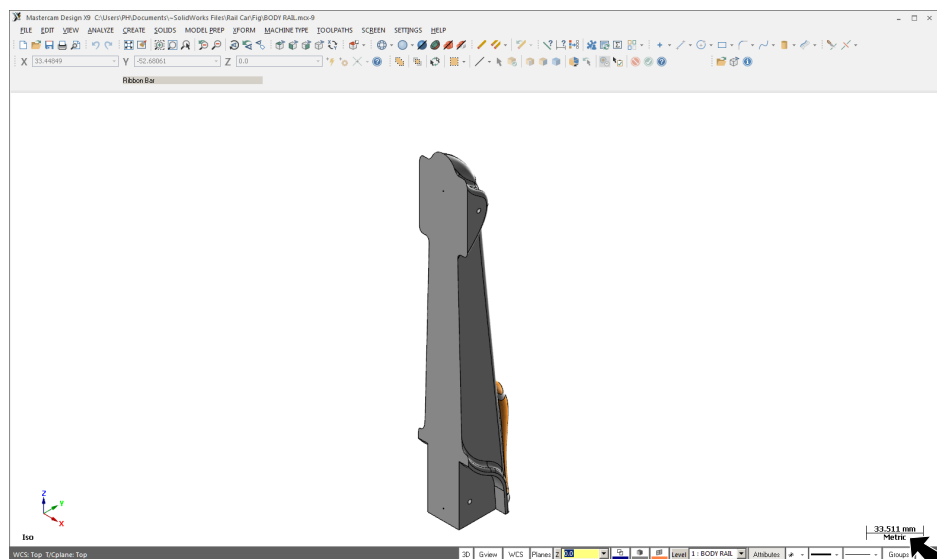 Mastercam Design X9 C:\Users\PH\Documents\~SolidWorks Files\Rail Car\Fig\BODY RAIL.mcx-9
FILE EDIT VIEW ANALYZE CREATE SOLIDS MODEL PREP XFORM MACHINE TYPE TOOLPATHS SCREEN SETTINGS HELP
X 33.44849 Y -52.68061 Z 0.0
Ribbon Bar
Z
Y
X
Iso
33.511 mm
Metric
WCS: Top T/Cplane: Top 3D Gview WCS Planes Z 0.0 Level 1 : BODY RAIL Attributes Groups